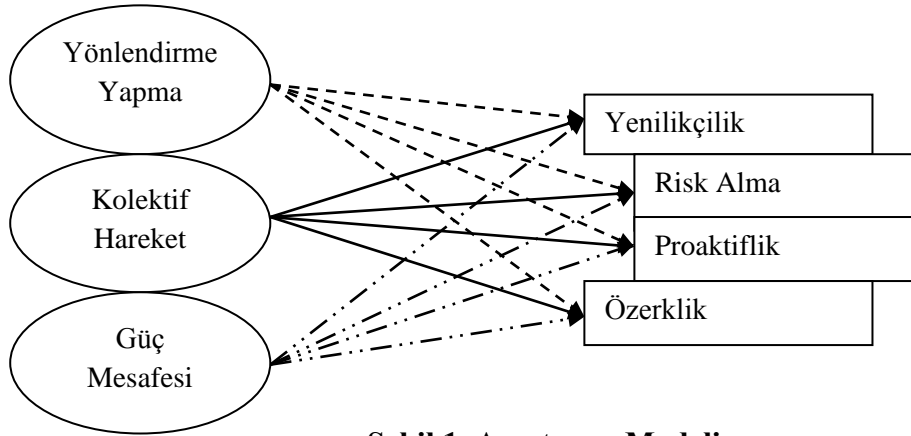 Yönlendirme
Yapma
Kolektif
Hareket
Güç
Mesafesi
Yenilikçilik
Risk Alma
Proaktiflik
Özerklik